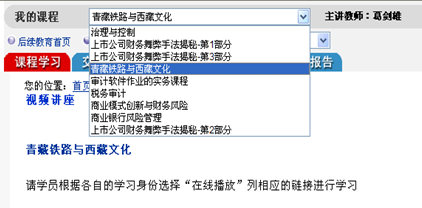 我的课程 青藏铁路与西藏文化 主讲教师：葛剑雄
治理与控制
后续教育首页 上市公司财务舞弊手法揭秘-第1部分
上市公司财务舞弊手法揭秘-第3部分
课程学习 交 青藏铁路与西藏文化 报告
审计软件作业的实务课程
您的位置：首页 税务审计
视频讲座 商业模式创新与财务风险
商业银行风险管理
上市公司财务舞弊手法揭秘-第2部分
青藏铁路与西藏文化
请学员根据各自的学习身份选择“在线播放”列相应的链接进行学习